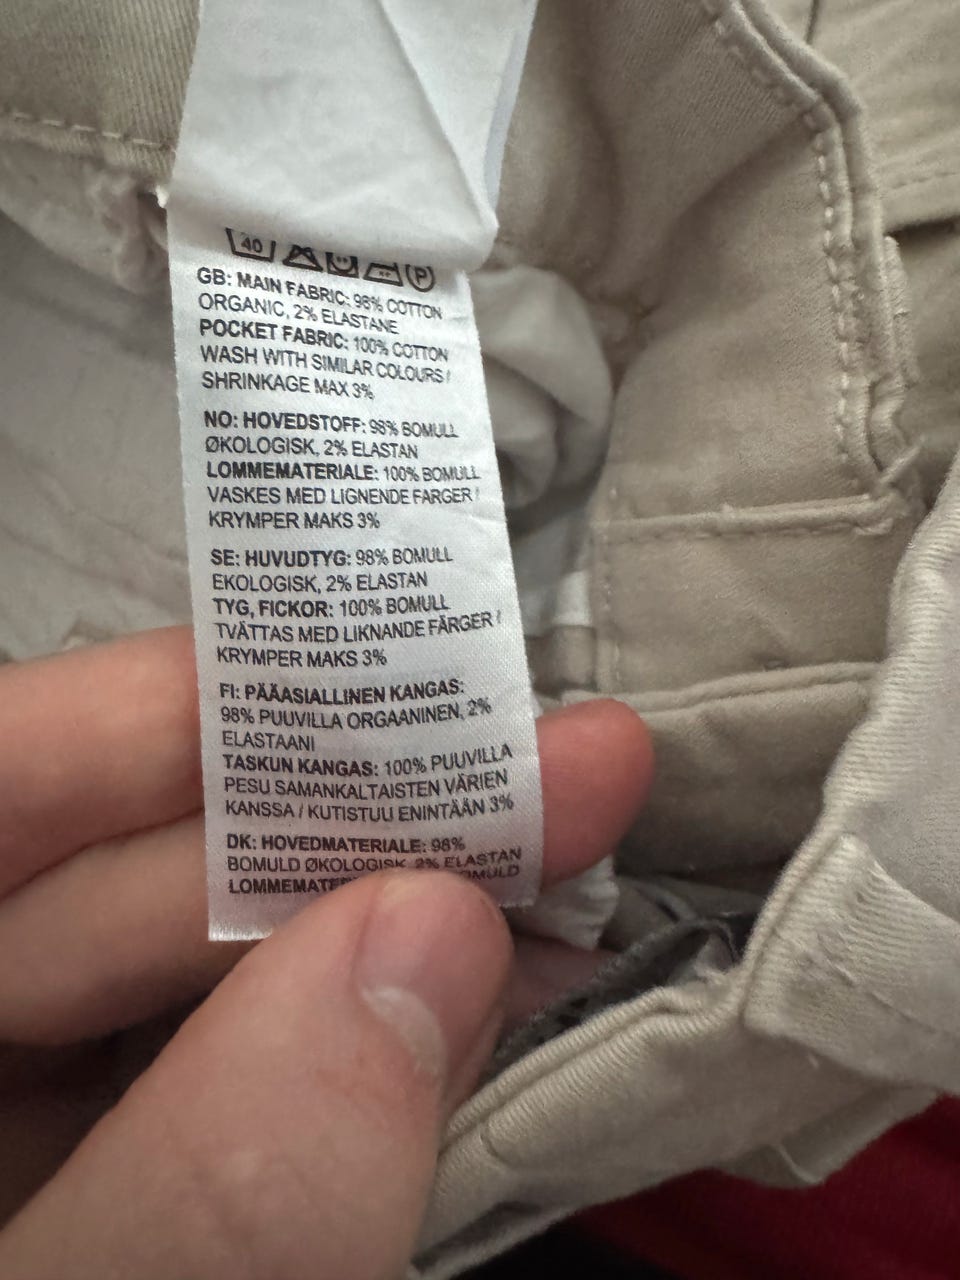 40 P
GB: MAIN FABRIC: 98% COTTON
ORGANIC, 2% ELASTANE
POCKET FABRIC: 100% COTTON
WASH WITH SIMILAR COLOURS /
SHRINKAGE MAX 3%
NO: HOVEDSTOFF: 98% BOMULL
ØKOLOGISK, 2% ELASTAN
LOMMEMATERIALE: 100% BOMULL
VASKES MED LIGNENDE FARGER /
KRYMPER MAKS 3%
SE: HUVUDTYG: 98% BOMULL
EKOLOGISK, 2% ELASTAN
TYG, FICKOR: 100% BOMULL
TVÄTTAS MED LIKNANDE FÄRGER /
KRYMPER MAKS 3%
FI: PÄÄASIALLINEN KANGAS:
98% PUUVILLA ORGAANINEN, 2%
ELASTAANI
TASKUN KANGAS: 100% PUUVILLA
PESU SAMANKALTAISTEN VÄRIEN
KANSSA / KUTISTUU ENINTÄÄN 3%
DK: HOVEDMATERIALE: 98%
BOMULD ØKOLOGISK, 2% ELASTAN